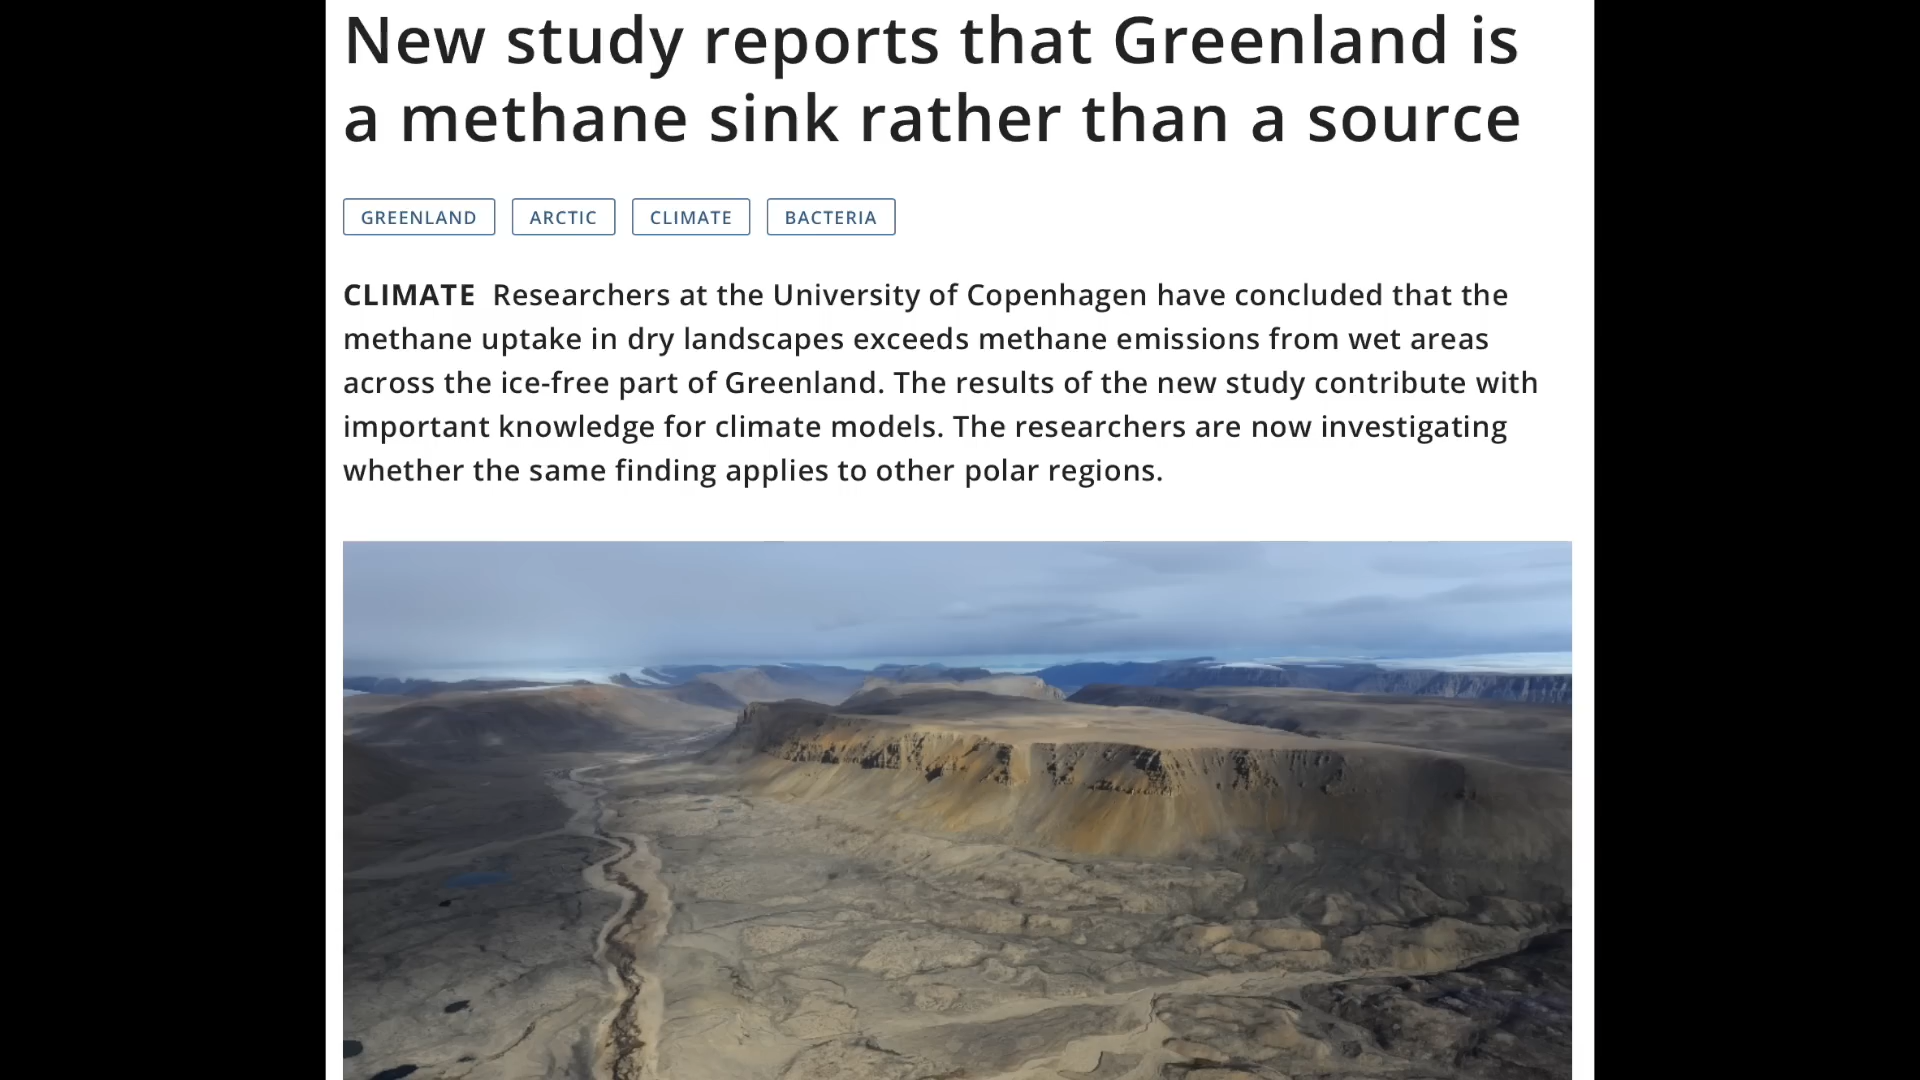 New study reports that Greenland is
a methane sink rather than a source
GREENLAND ARCTIC CLIMATE BACTERIA
CLIMATE Researchers at the University of Copenhagen have concluded that the
methane uptake in dry landscapes exceeds methane emissions from wet areas
across the ice-free part of Greenland. The results of the new study contribute with
important knowledge for climate models. The researchers are now investigating
whether the same finding applies to other polar regions.